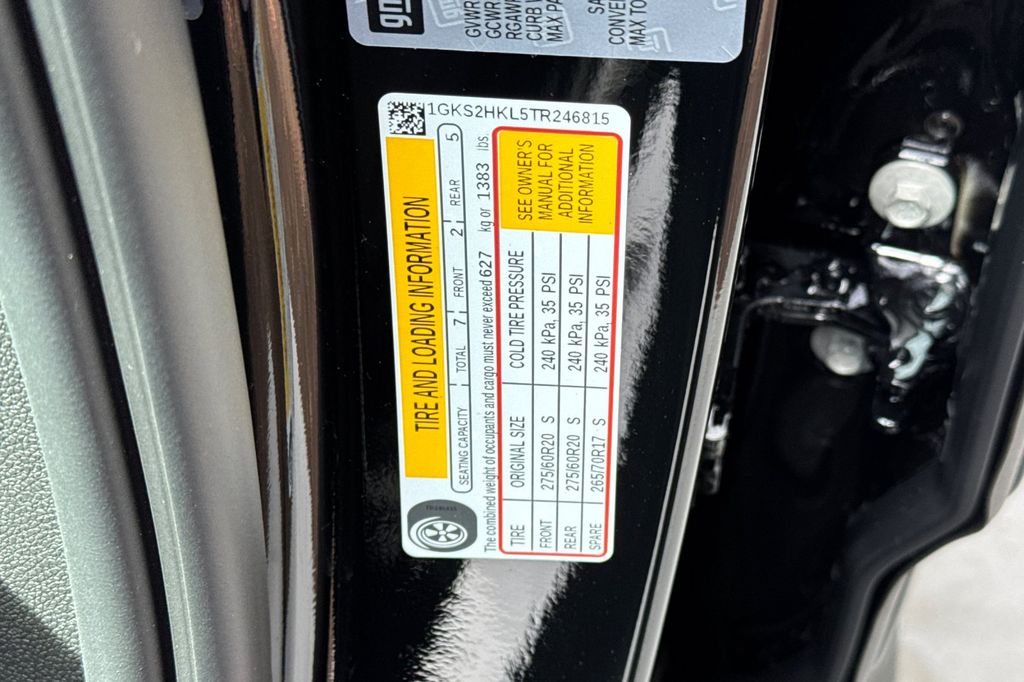 gm
GVWR
GCWR
RGAWR
CURB
MAX PA
CONVE
MAX TO
1GKS2HKL5TR246815
TIRE AND LOADING INFORMATION
SEATING CAPACITY TOTAL 7 FRONT 2 REAR 5
The combined weight of occupants and cargo must never exceed 627 kg or 1383 lbs.
TIRE ORIGINAL SIZE COLD TIRE PRESSURE
FRONT 275/60R20 S 240 kPa, 35 PSI
REAR 275/60R20 S 240 kPa, 35 PSI
SPARE 265/70R17 S 240 kPa, 35 PSI
SEE OWNER'S
MANUAL FOR
ADDITIONAL
INFORMATION